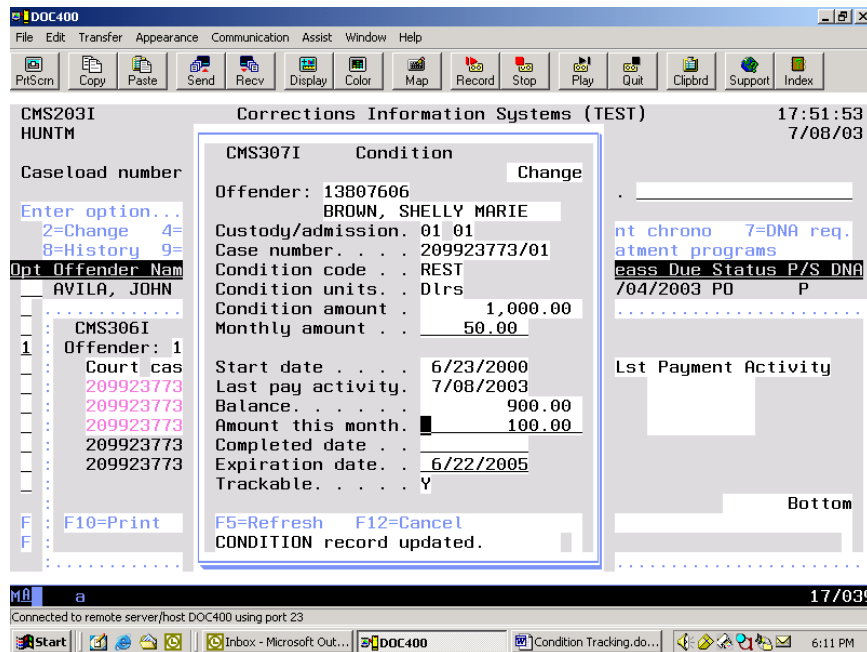 DOC400
File Edit Transfer Appearance Communication Assist Window Help
PrtScrn Copy Paste Send Recv Display Color Map Record Stop Play Quit Clipbrd Support Index
CMS203I Corrections Information Systems (TEST) 17:51:53
HUNTM 7/08/03
CMS307I Condition
Caseload number Change
Offender: 13807606 .
Enter option... BROWN, SHELLY MARIE
2=Change 4= Custody/admission. 01 01 nt chrono 7=DNA req.
8=History 9= Case number. . . . 209923773/01 atment programs
Opt Offender Nam Condition code . . REST eass Due Status P/S DNA
AVILA, JOHN Condition units. . Dlrs /04/2003 PO P
Condition amount . 1,000.00
CMS306I Monthly amount . . 50.00
1 : Offender: 1
: Court cas Start date . . . . 6/23/2000 Lst Payment Activity
: 209923773 Last pay activity. 7/08/2003
: 209923773 Balance. . . . . . 900.00
: 209923773 Amount this month. 100.00
: 209923773 Completed date . .
: 209923773 Expiration date. . 6/22/2005
: Trackable. . . . . Y
Bottom
F : F10=Print F5=Refresh F12=Cancel
F : CONDITION record updated.
MA a 17/039
Connected to remote server/host DOC400 using port 23
Start Inbox - Microsoft Out... DOC400 Condition Tracking.do... 6:11 PM